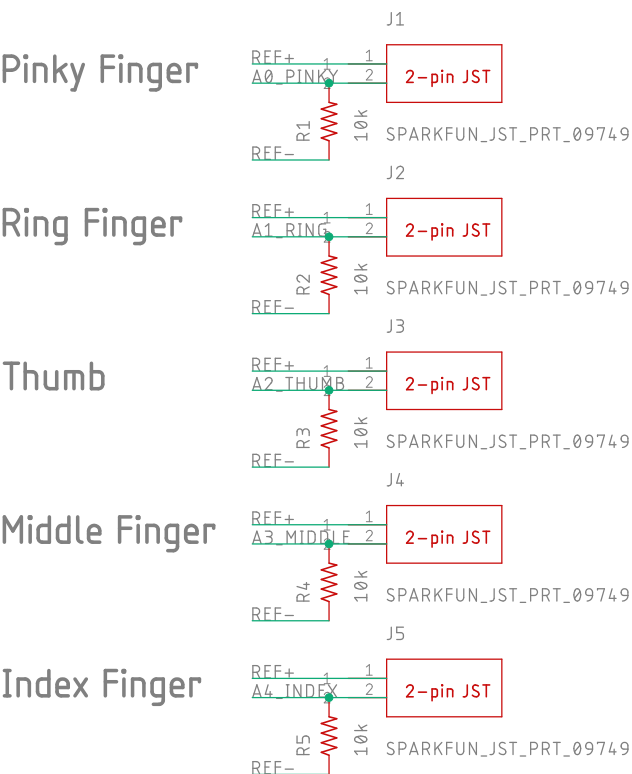 J1
REF+ 1
Pinky Finger A0_PINKY 2 2-pin JST
1
R1 10k SPARKFUN_JST_PRT_09749
REF-
J2
REF+ 1
Ring Finger A1_RING 2 2-pin JST
1
R2 10k SPARKFUN_JST_PRT_09749
REF-
J3
REF+ 1
Thumb A2_THUMB 2 2-pin JST
1
R3 10k SPARKFUN_JST_PRT_09749
REF-
J4
REF+ 1
Middle Finger A3_MIDDLE 2 2-pin JST
1
R4 10k SPARKFUN_JST_PRT_09749
REF-
J5
REF+ 1
Index Finger A4_INDEX 2 2-pin JST
1
R5 10k SPARKFUN_JST_PRT_09749
REF-